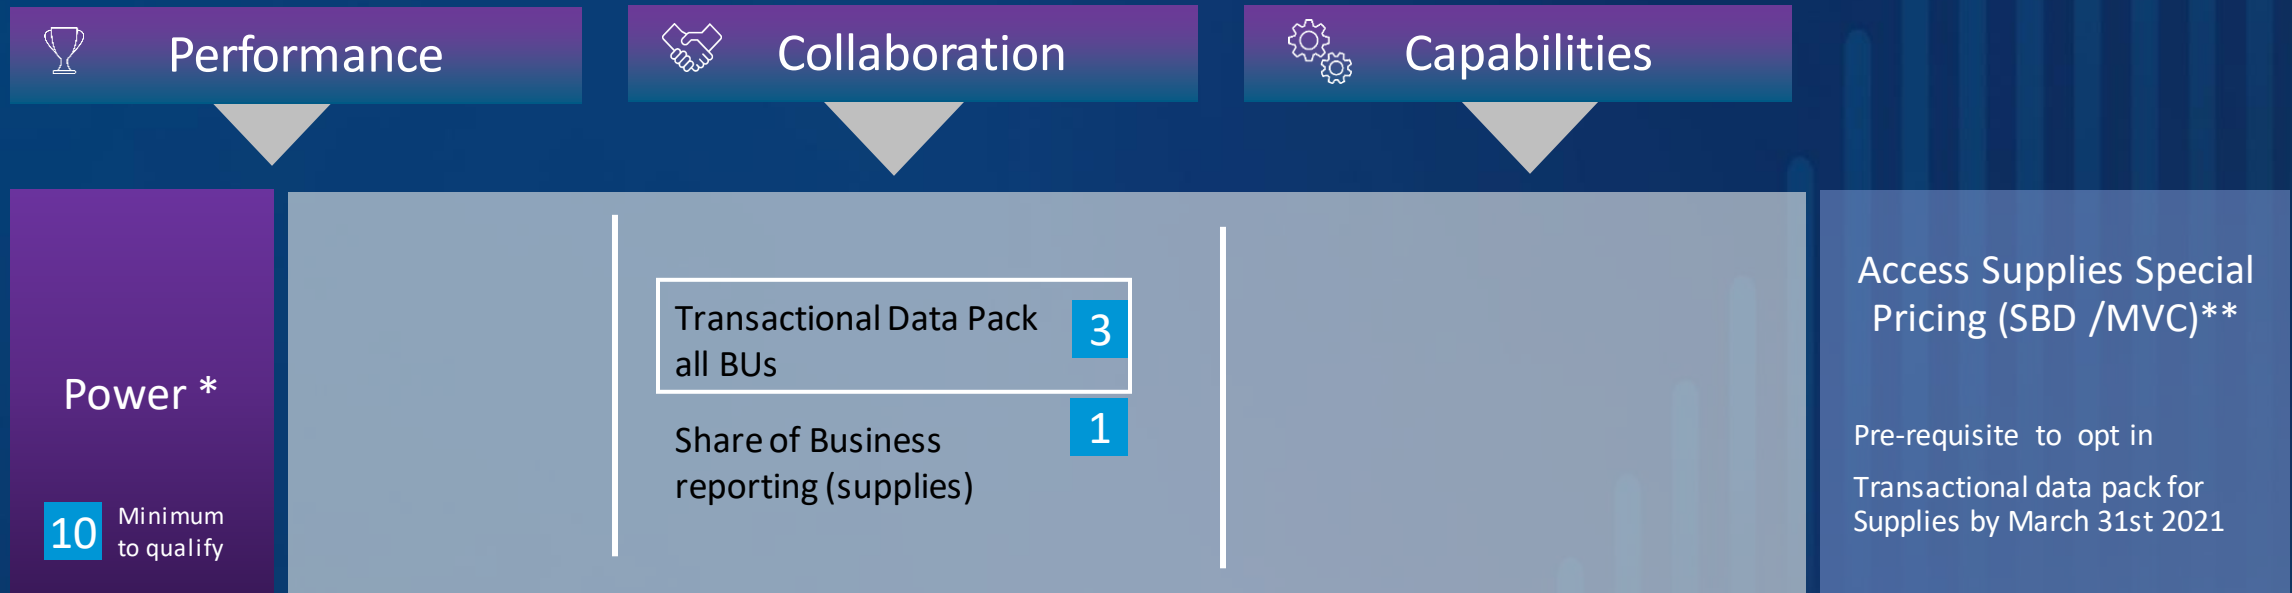 Performance
Collaboration
Capabilities
Power *
10
Minimum
to qualify
Transactional Data Pack
all BUs
3
Share of Business
reporting (supplies)
1
Access Supplies Special
Pricing (SBD /MVC)**
Pre-requisite to opt in
Transactional data pack for
Supplies by March 31st 2021